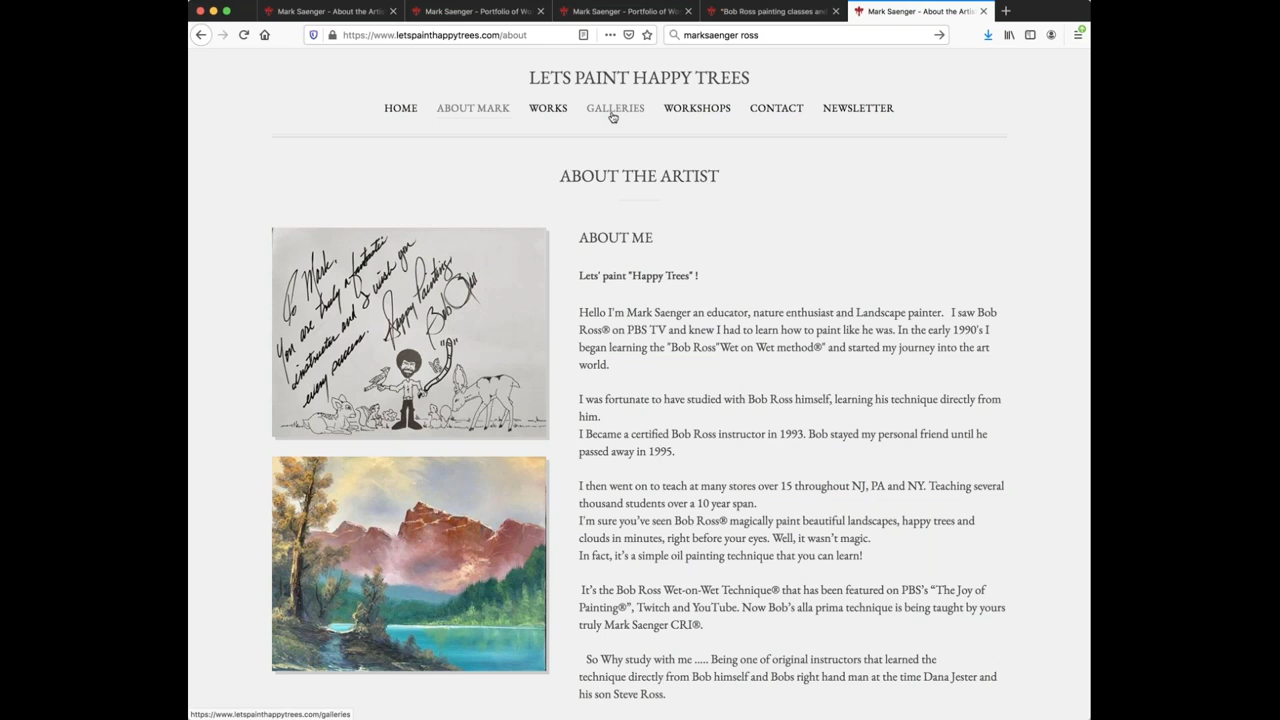 Mark Saenger - About the Artis
Mark Saenger - Portfolio of Wo
Mark Saenger - Portfolio of Wo
"Bob Ross painting classes and
Mark Saenger - About the Artis
https://www.letspainthappytrees.com/about
marksaenger ross
LETS PAINT HAPPY TREES
HOME ABOUT MARK WORKS GALLERIES WORKSHOPS CONTACT NEWSLETTER
ABOUT THE ARTIST
To Mark,
You are truly a fantastic
instructor and I wish you
every success.
Happy Painting,
Bob Ross
ABOUT ME
Lets' paint "Happy Trees" !
Hello I'm Mark Saenger an educator, nature enthusiast and Landscape painter. I saw Bob
Ross® on PBS TV and knew I had to learn how to paint like he was. In the early 1990's I
began learning the "Bob Ross"Wet on Wet method®" and started my journey into the art
world.
I was fortunate to have studied with Bob Ross himself, learning his technique directly from
him.
I Became a certified Bob Ross instructor in 1993. Bob stayed my personal friend until he
passed away in 1995.
I then went on to teach at many stores over 15 throughout NJ, PA and NY. Teaching several
thousand students over a 10 year span.
I'm sure you've seen Bob Ross® magically paint beautiful landscapes, happy trees and
clouds in minutes, right before your eyes. Well, it wasn't magic.
In fact, it's a simple oil painting technique that you can learn!
It's the Bob Ross Wet-on-Wet Technique® that has been featured on PBS's “The Joy of
Painting®”, Twitch and YouTube. Now Bob's alla prima technique is being taught by yours
truly Mark Saenger CRI®.
So Why study with me ..... Being one of original instructors that learned the
technique directly from Bob himself and Bobs right hand man at the time Dana Jester and
his son Steve Ross.
https://www.letspainthappytrees.com/galleries